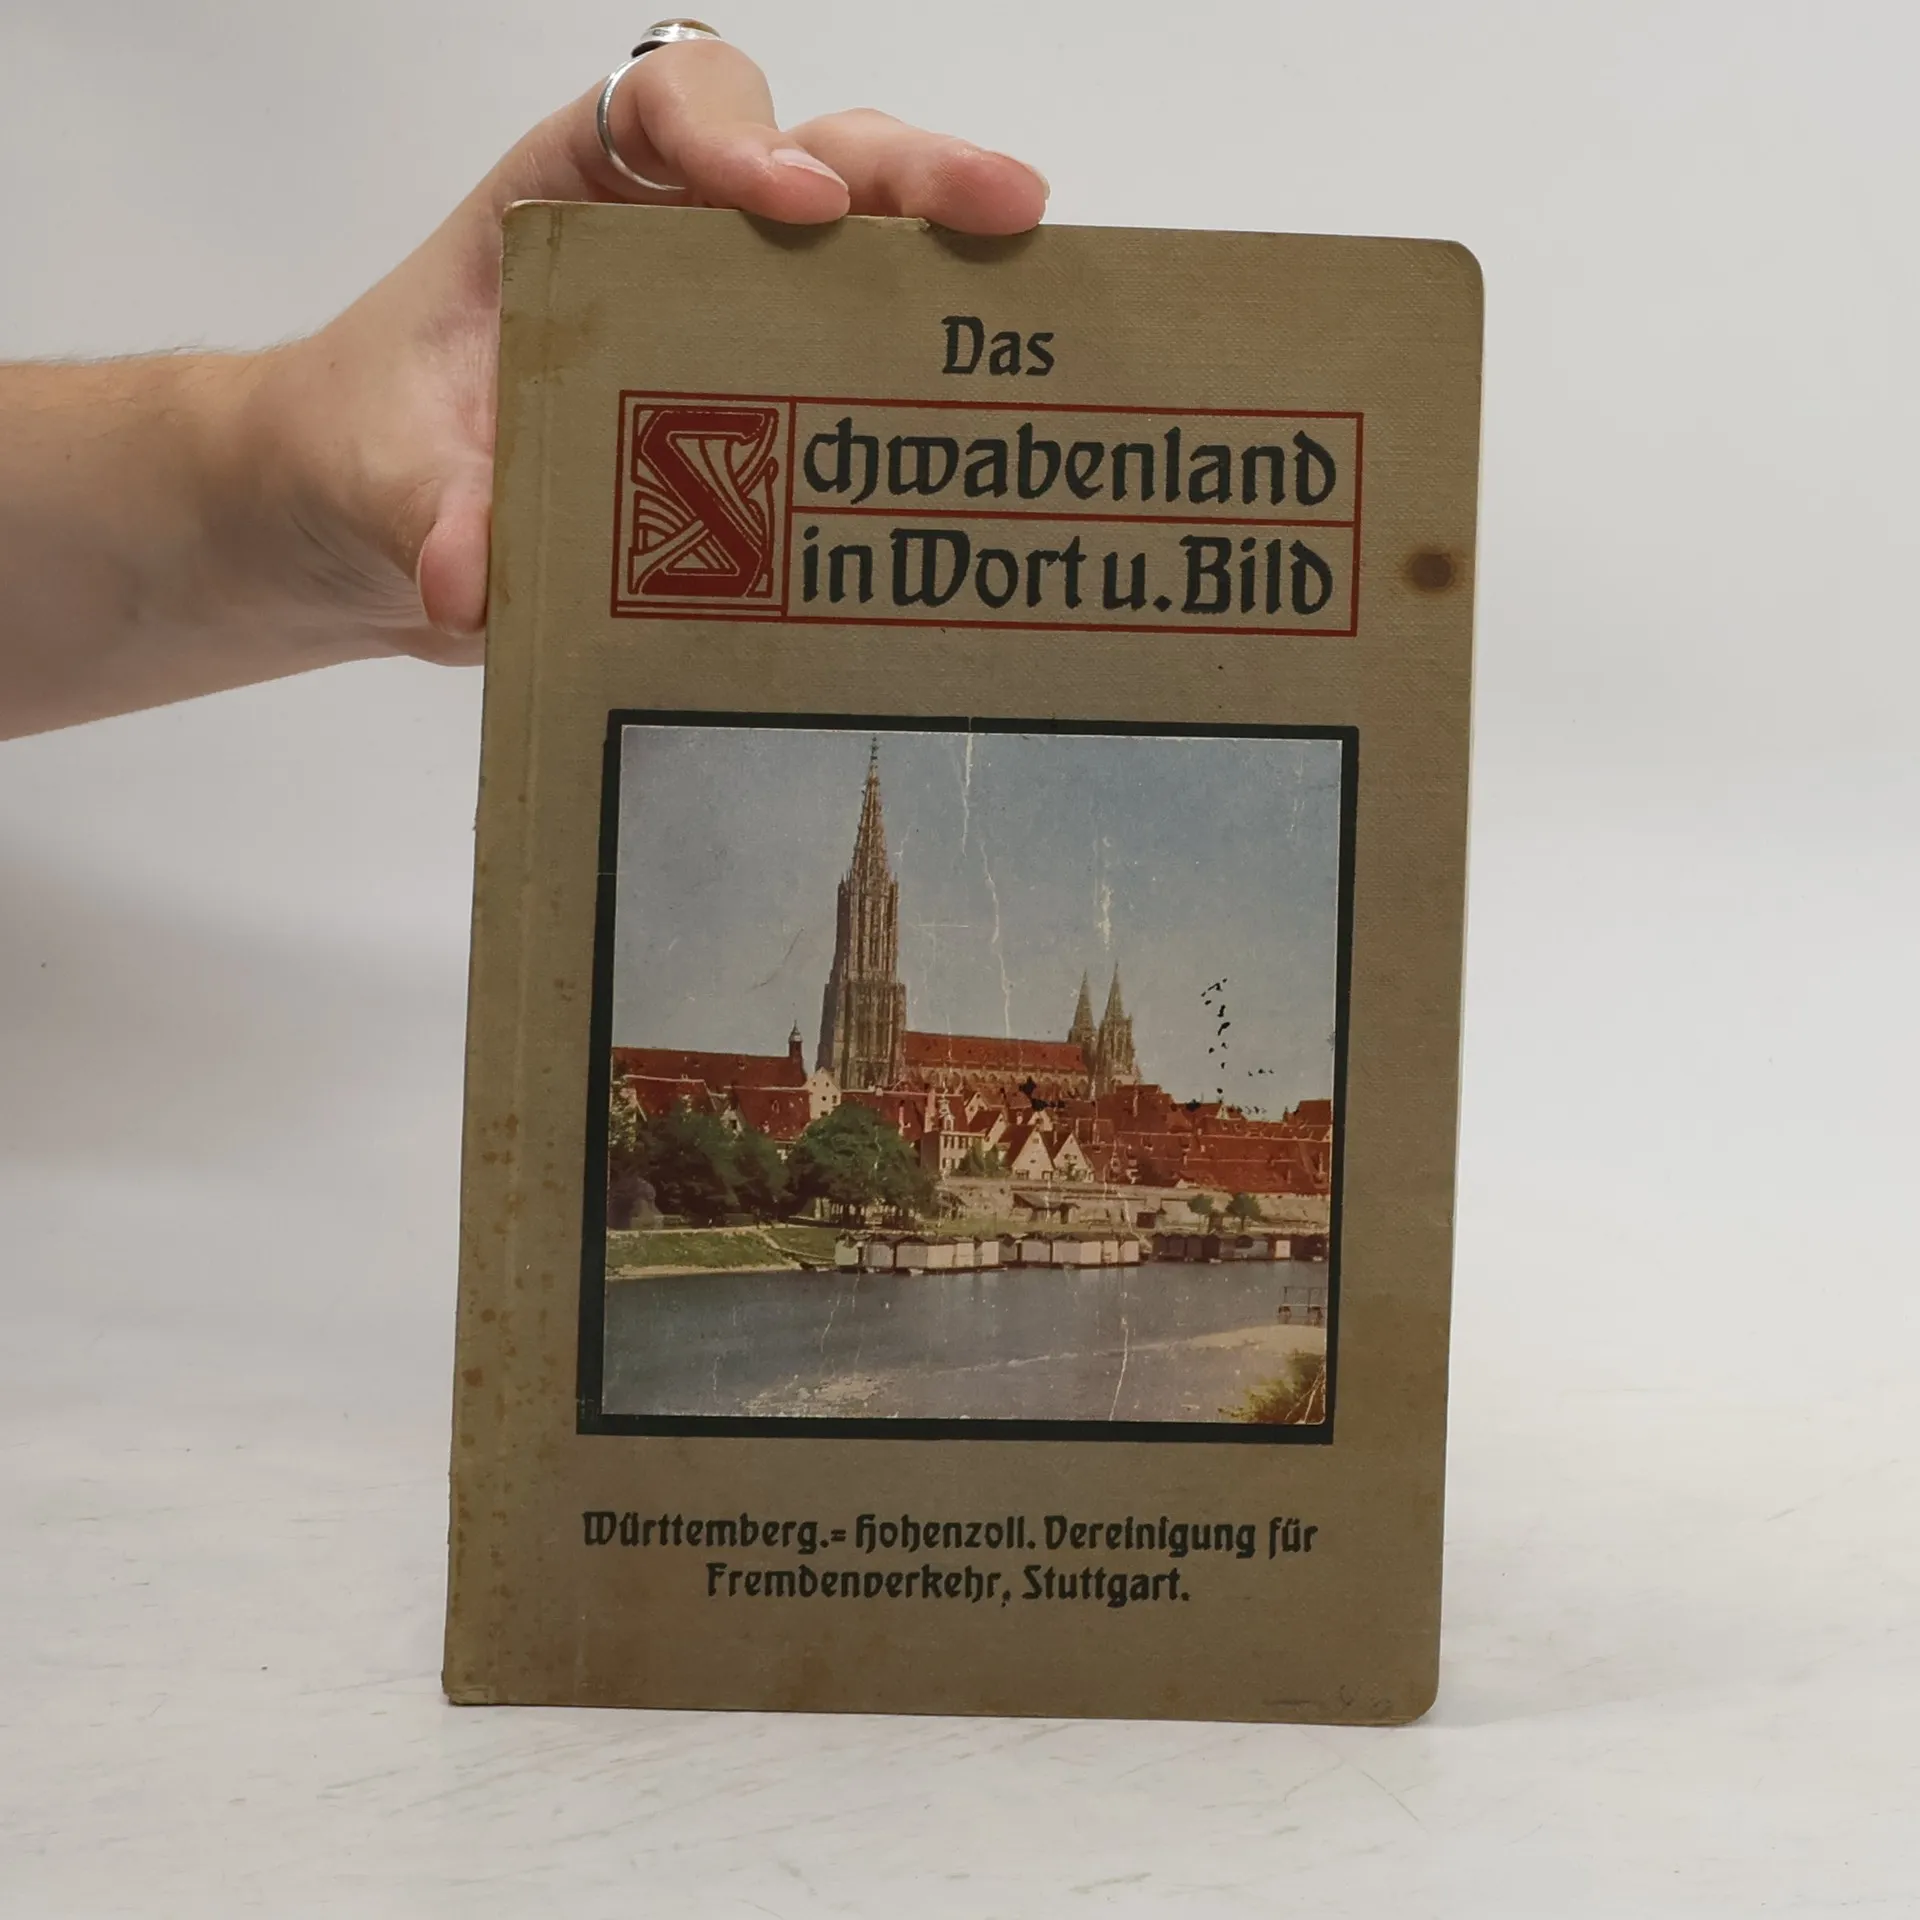 Das
Schwabenland
in Wort u. Bild
Württemberg.=Hohenzoll. Vereinigung für
Fremdenverkehr, Stuttgart.